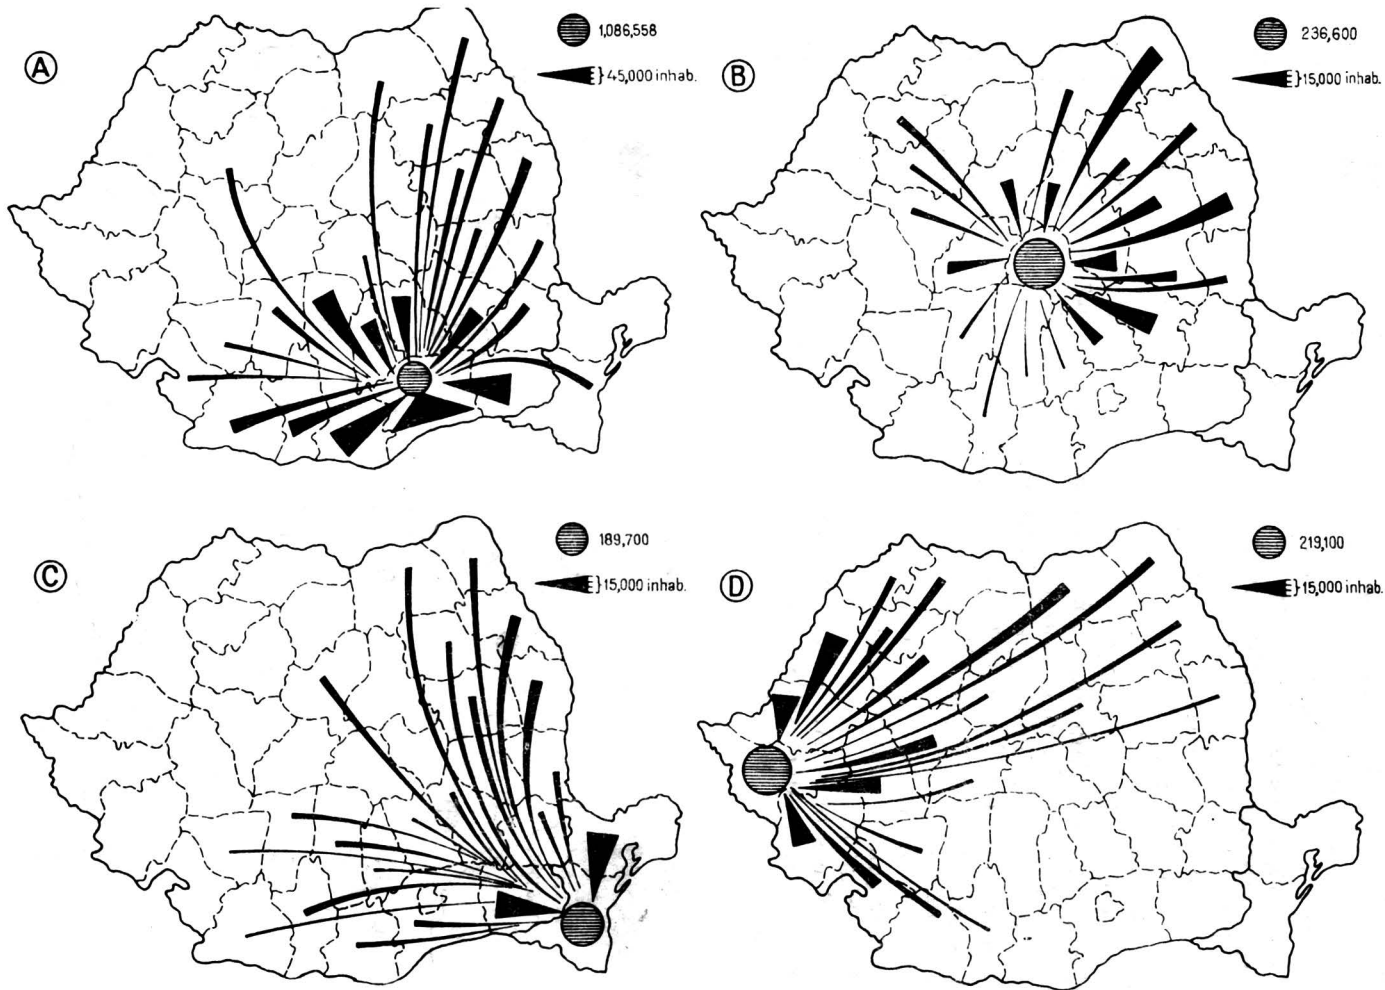 A
1,086,558
} 45,000 inhab.
B
236,600
} 15,000 inhab.
C
189,700
} 15,000 inhab.
D
219,100
} 15,000 inhab.